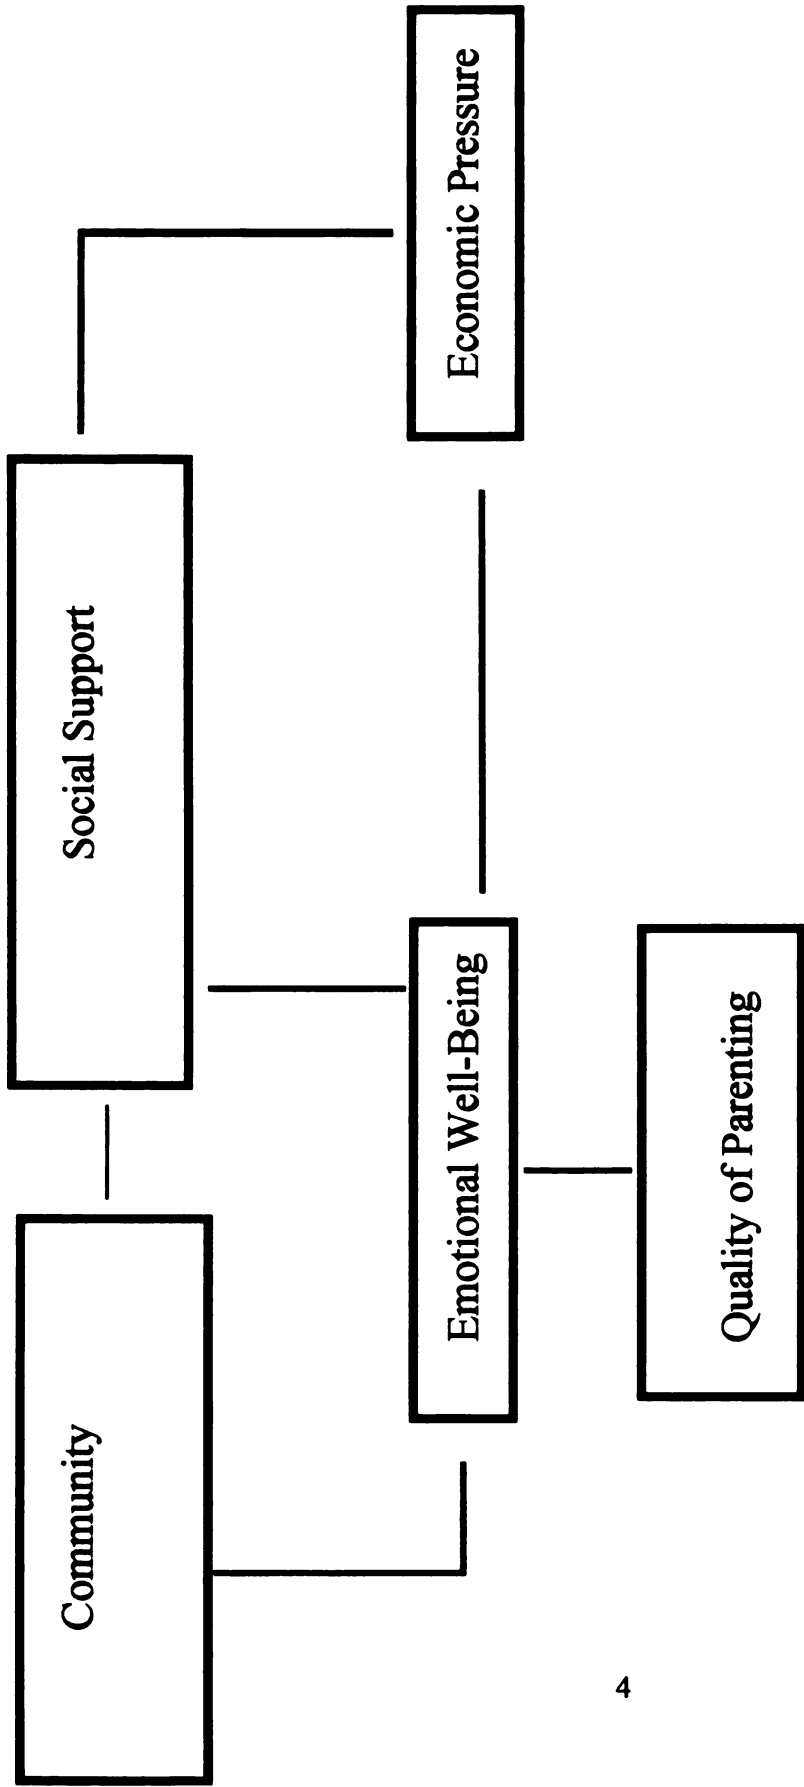 Community
Social Support
Economic Pressure
Emotional Well-Being
Quality of Parenting
4